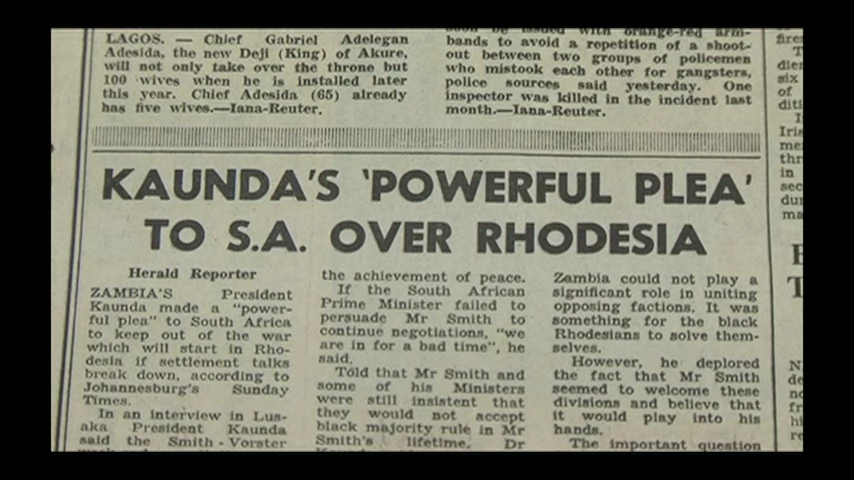 LAGOS. — Chief Gabriel Adelegan
Adesida, the new Deji (King) of Akure,
will not only take over the throne but
100 wives when he is installed later
this year. Chief Adesida (65) already
has five wives.—Iana-Reuter.
soon be issued with orange-red arm-
bands to avoid a repetition of a shoot-
out between two groups of policemen
who mistook each other for gangsters,
police sources said yesterday. One
inspector was killed in the incident last
month.—Iana-Reuter.
KAUNDA'S 'POWERFUL PLEA'
TO S.A. OVER RHODESIA
Herald Reporter
ZAMBIA'S President
Kaunda made a "power-
ful plea" to South Africa
to keep out of the war
which will start in Rho-
desia if settlement talks
break down, according to
Johannesburg's Sunday
Times.
In an interview in Lus-
aka President Kaunda
said the Smith-Vorster
the achievement of peace.
If the South African
Prime Minister failed to
persuade Mr Smith to
continue negotiations, "we
are in for a bad time", he
said.
Told that Mr Smith and
some of his Ministers
were still insistent that
they would not accept
black majority rule in Mr
Smith's lifetime, Dr
Zambia could not play a
significant role in uniting
opposing factions. It was
something for the black
Rhodesians to solve them-
selves.
However, he deplored
the fact that Mr Smith
seemed to welcome these
divisions and believe that
it would play into his
hands.
The important question